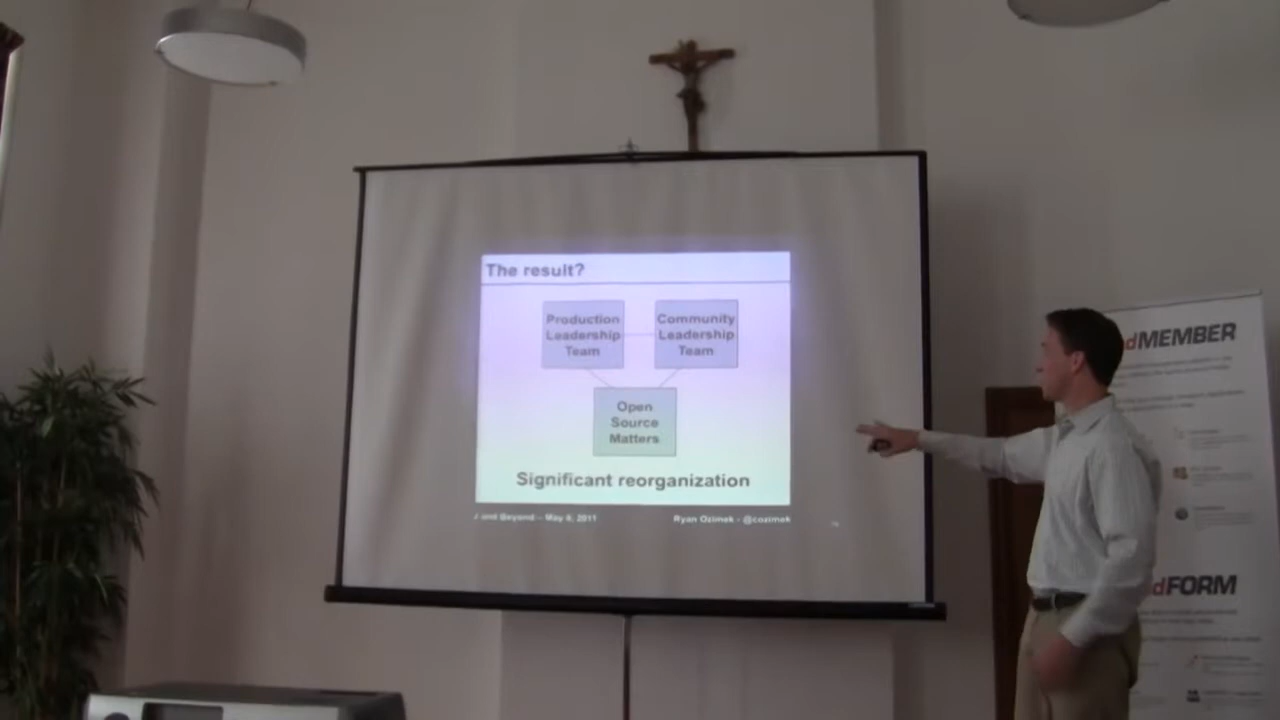 The result?
Production
Leadership
Team
Community
Leadership
Team
Open
Source
Matters
Significant reorganization
J and Beyond – May 6, 2011
Ryan Ozimek - @cozimek
dMEMBER
dFORM